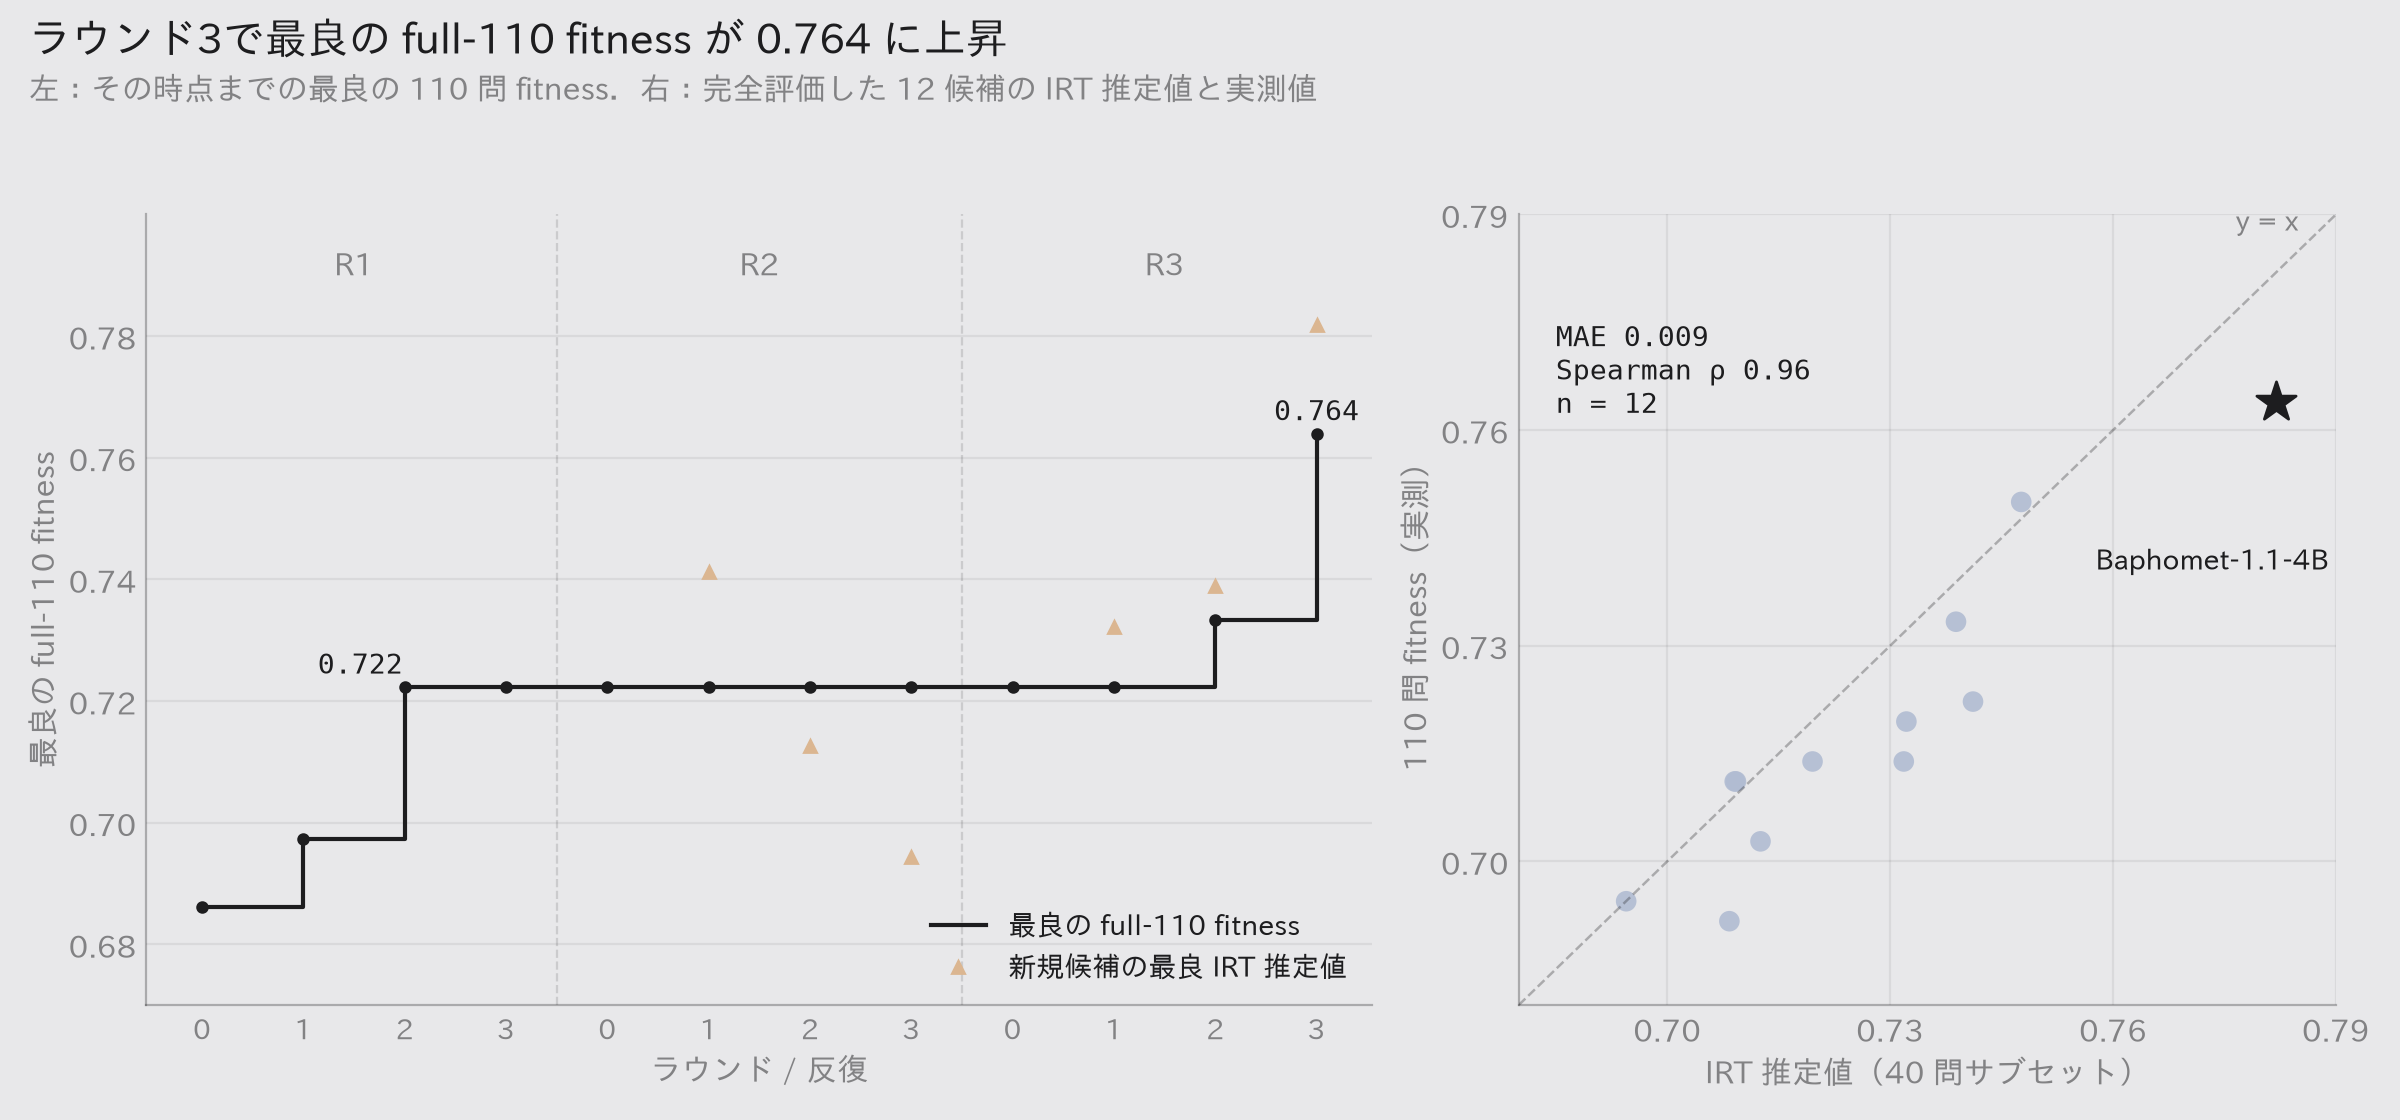 ラウンド3で最良の full-110 fitness が 0.764 に上昇
左：その時点までの最良の 110 問 fitness．右：完全評価した 12 候補の IRT 推定値と実測値
R1
R2
R3
0.78
0.76
0.74
0.72
0.70
0.68
最良の full-110 fitness
0.722
0.764
最良の full-110 fitness
新規候補の最良 IRT 推定値
0 1 2 3 0 1 2 3 0 1 2 3
ラウンド / 反復
0.79
0.76
0.73
0.70
110 問 fitness（実測）
y = x
MAE 0.009
Spearman ρ 0.96
n = 12
Baphomet-1.1-4B
0.70 0.73 0.76 0.79
IRT 推定値（40 問サブセット）